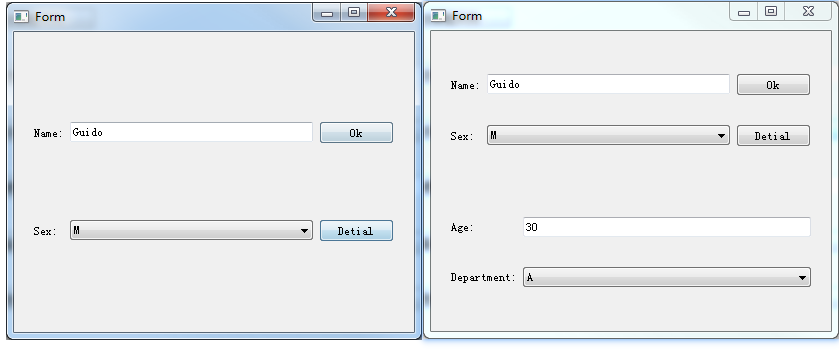 Form
Name: Guido Ok
Sex: M Detial
Form
Name: Guido Ok
Sex: M Detial
Age: 30
Department: A